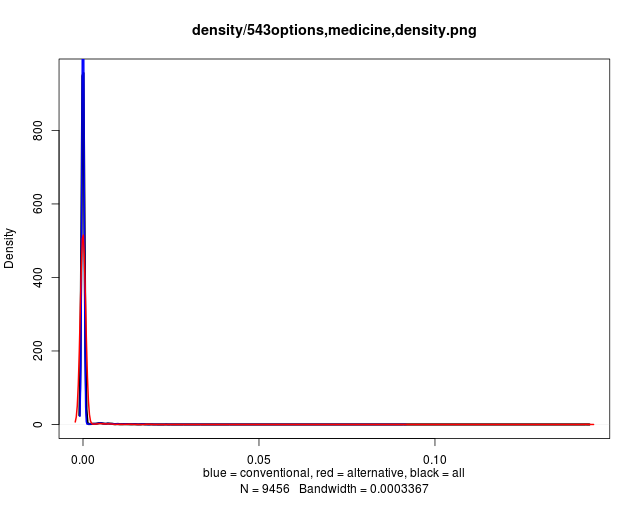 density/543options,medicine,density.png
Density
800
600
400
200
0
0.00 0.05 0.10
blue = conventional, red = alternative, black = all
N = 9456 Bandwidth = 0.0003367